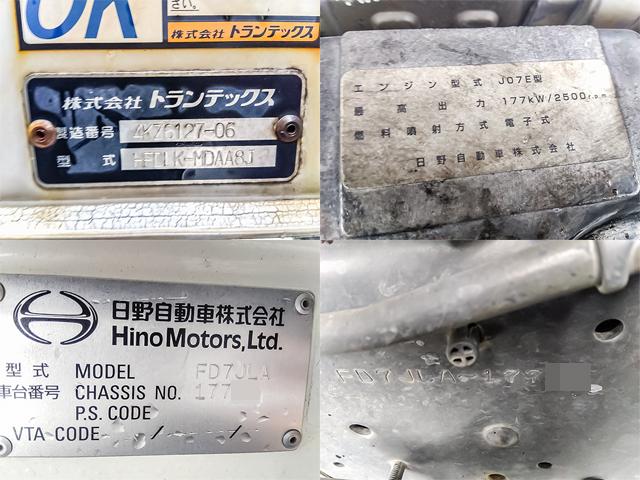 OK
さい。
株式会社 トランテックス
株式会社 トランテックス
製造番号 4K76127-06
型式
エンジン型式 J07E型
最高出力 177kW/2500r.p.m
燃料噴射方式 電子式
日野自動車株式会社
日野自動車株式会社
Hino Motors, Ltd.
型式 MODEL FD7JLA
車台番号 CHASSIS NO. 177
P.S. CODE
VTA CODE / /
FD7JLA-177